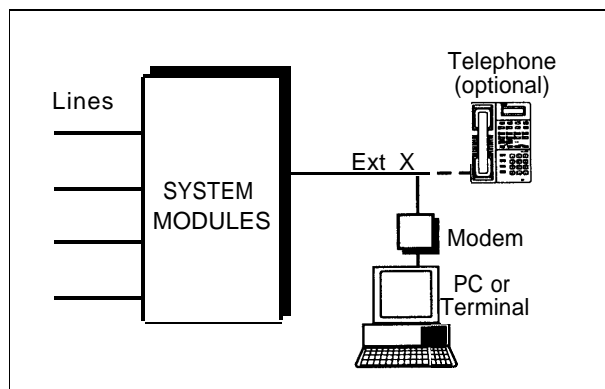 Telephone
(optional)
Lines
Ext X
SYSTEM
MODULES
Modem
PC or
Terminal